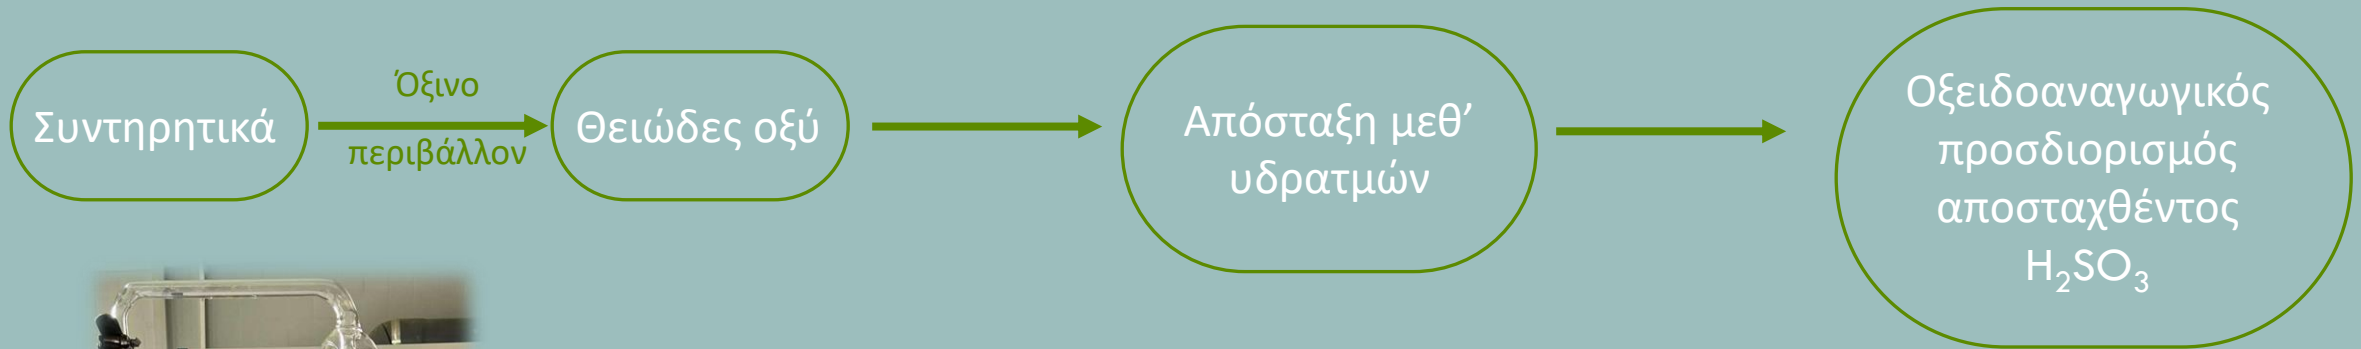 Συντηρητικά
Όξινο
περιβάλλον
Θειώδες οξύ
Απόσταξη μεθ’
υδρατμών
Οξειδοαναγωγικός
προσδιορισμός
αποσταχθέντος
H₂SO₃